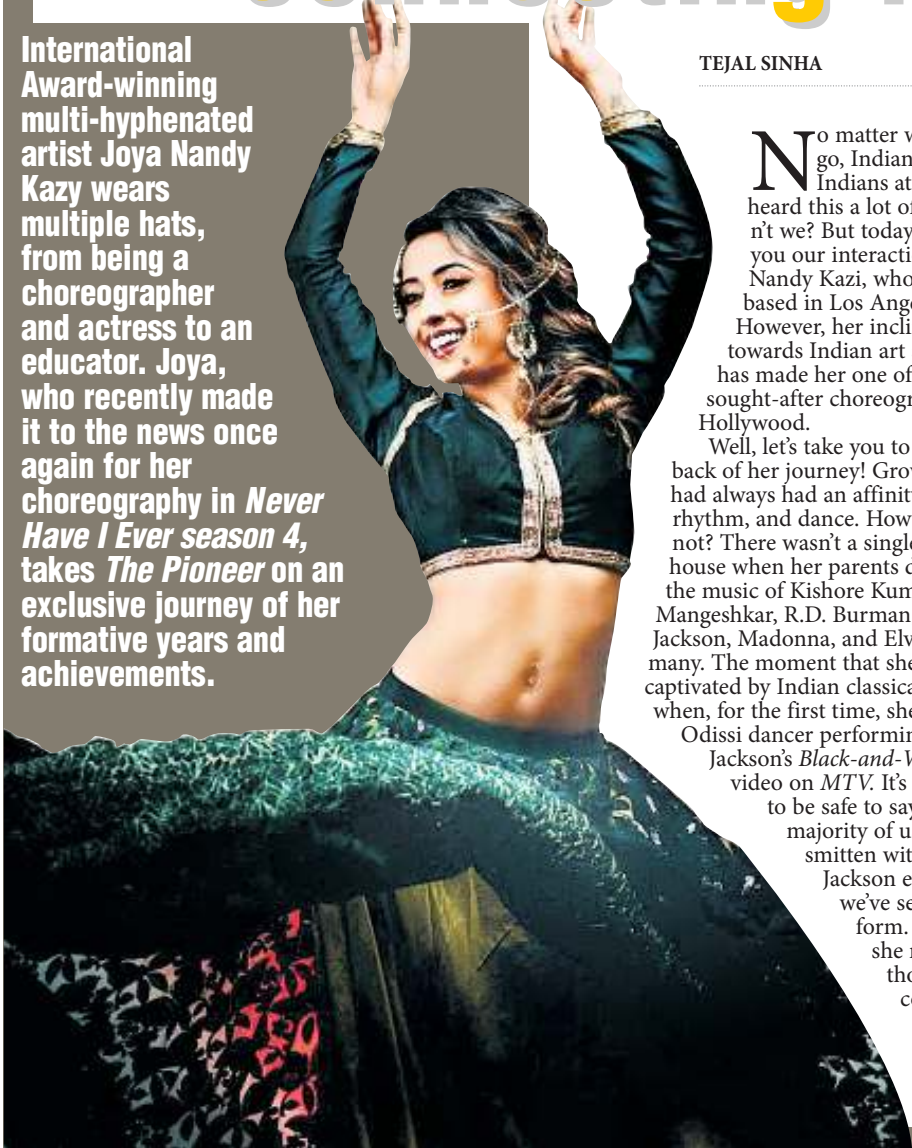 International
Award-winning
multi-hyphenated
artist Joya Nandy
Kazy wears
multiple hats,
from being a
choreographer
and actress to an
educator. Joya,
who recently made
it to the news once
again for her
choreography in Never
Have I Ever season 4,
takes The Pioneer on an
exclusive journey of her
formative years and
achievements.
TEJAL SINHA
No matter w
go, Indian
Indians at
heard this a lot of
n't we? But today
you our interacti
Nandy Kazi, who
based in Los Ange
However, her incli
towards Indian art
has made her one of
sought-after choreogr
Hollywood.
Well, let's take you to
back of her journey! Grov
had always had an affinit
rhythm, and dance. How
not? There wasn't a single
house when her parents d
the music of Kishore Kum
Mangeshkar, R.D. Burman
Jackson, Madonna, and Elv
many. The moment that she
captivated by Indian classica
when, for the first time, she
Odissi dancer performin
Jackson's Black-and-W
video on MTV. It's
to be safe to say
majority of u
smitten wit
Jackson e
we've se
form.
she r
tho
c